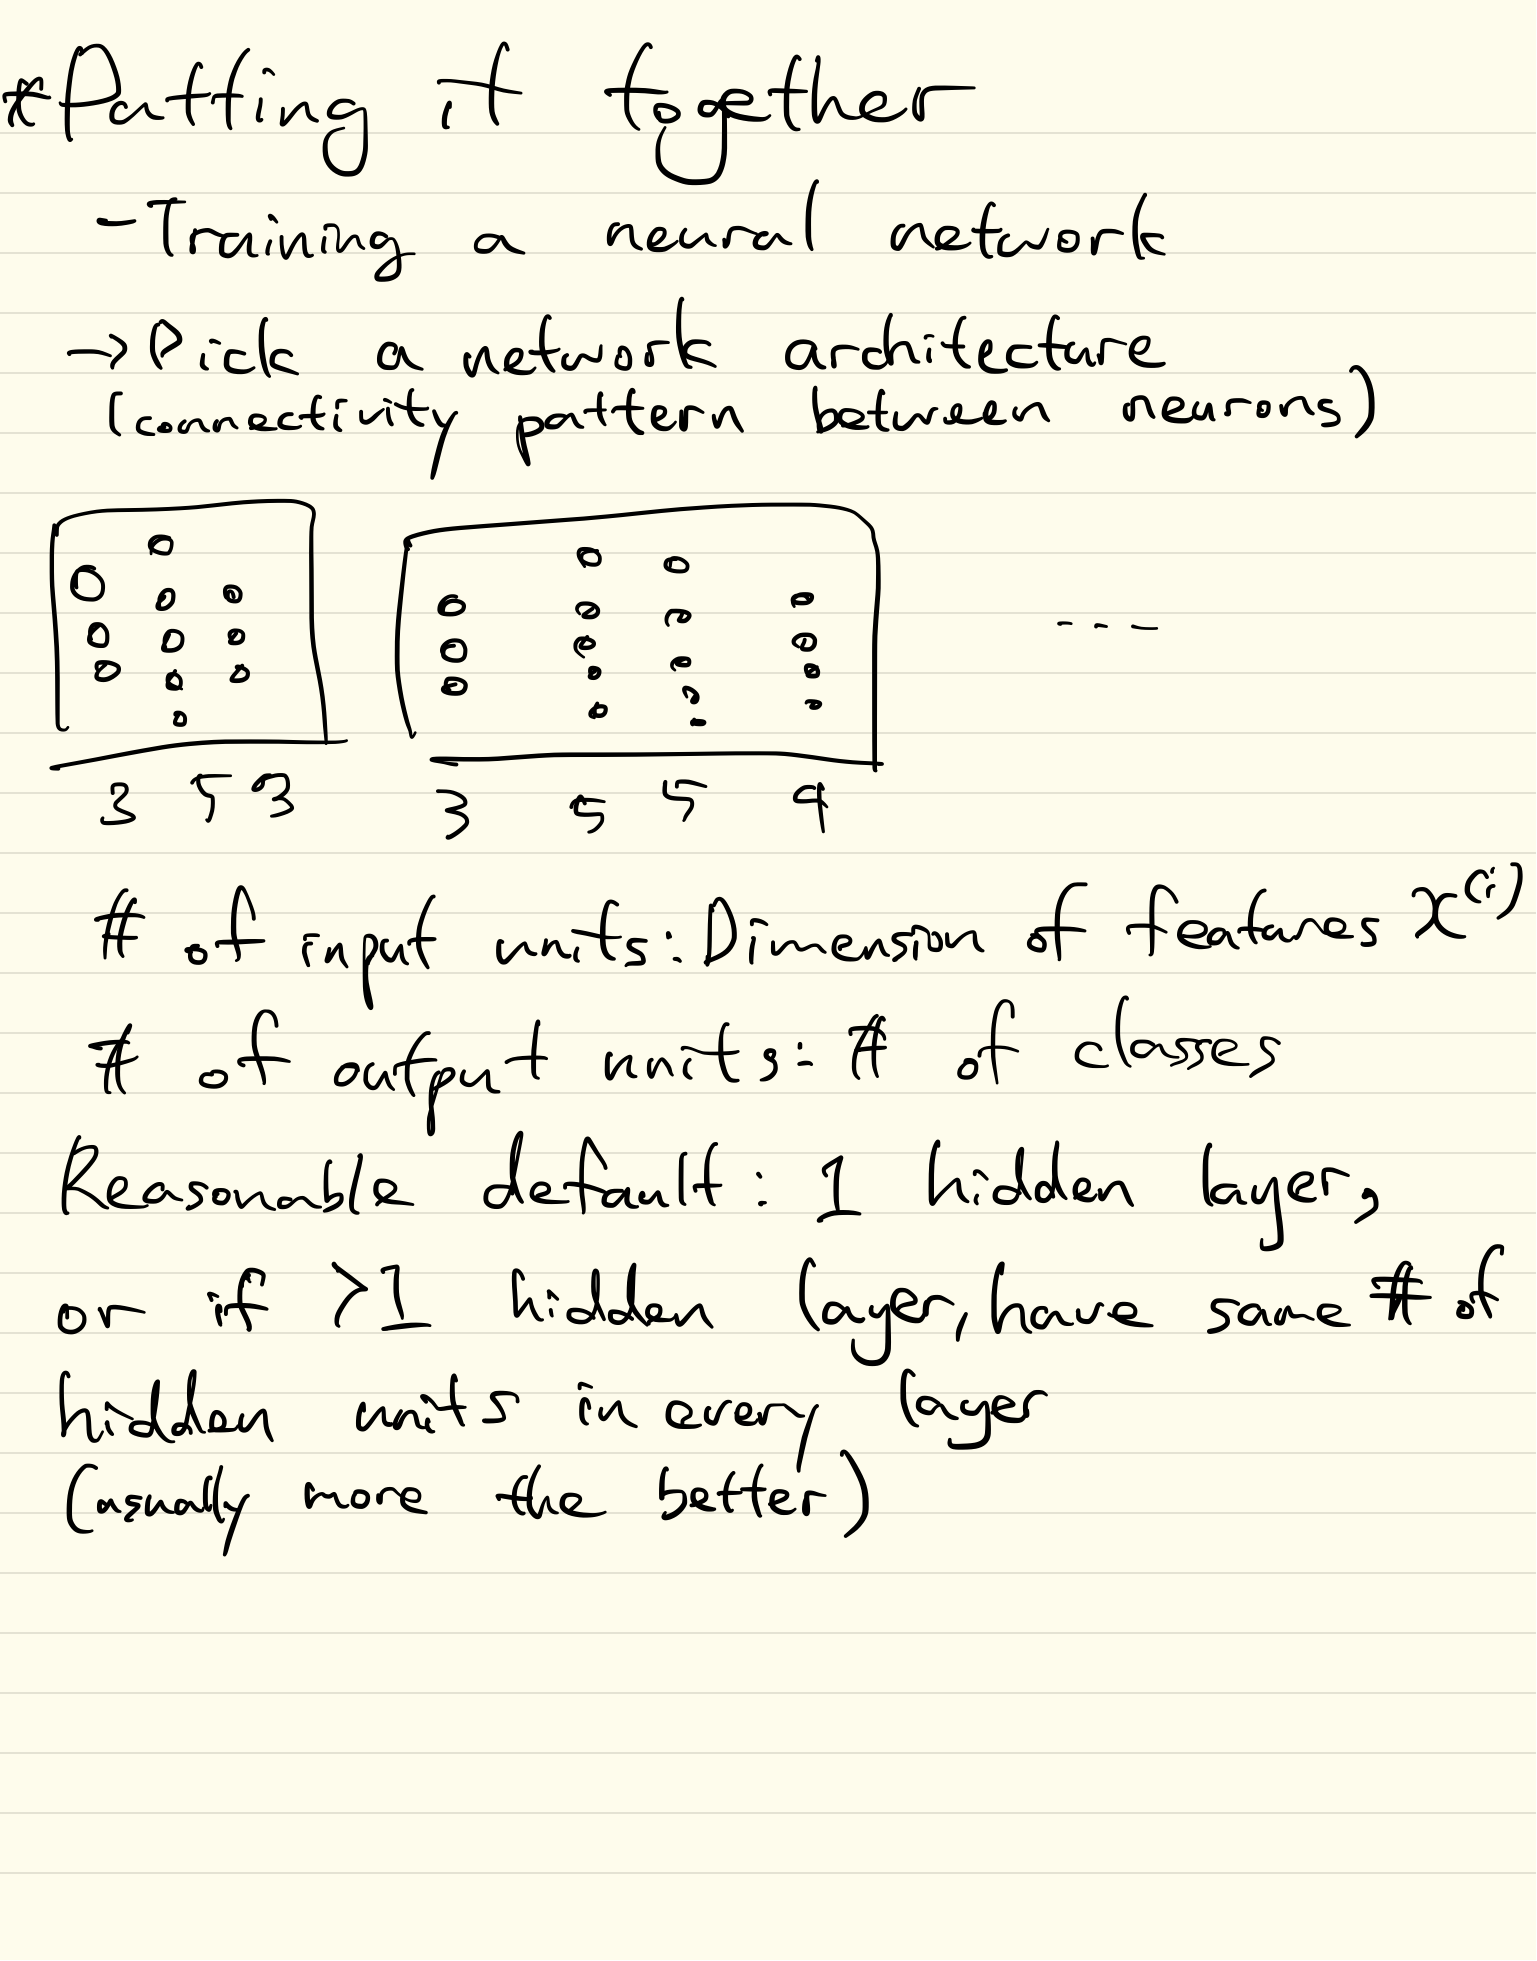 *Putting it together
-Training a neural network
→Pick a network architecture
(connectivity pattern between neurons)
3 5 3 3 5 5 4
# of input units: Dimension of features x^(i)
# of output units: # of classes
Reasonable default: 1 hidden layer,
or if >1 hidden layer, have same # of
hidden units in every layer
(usually more the better)